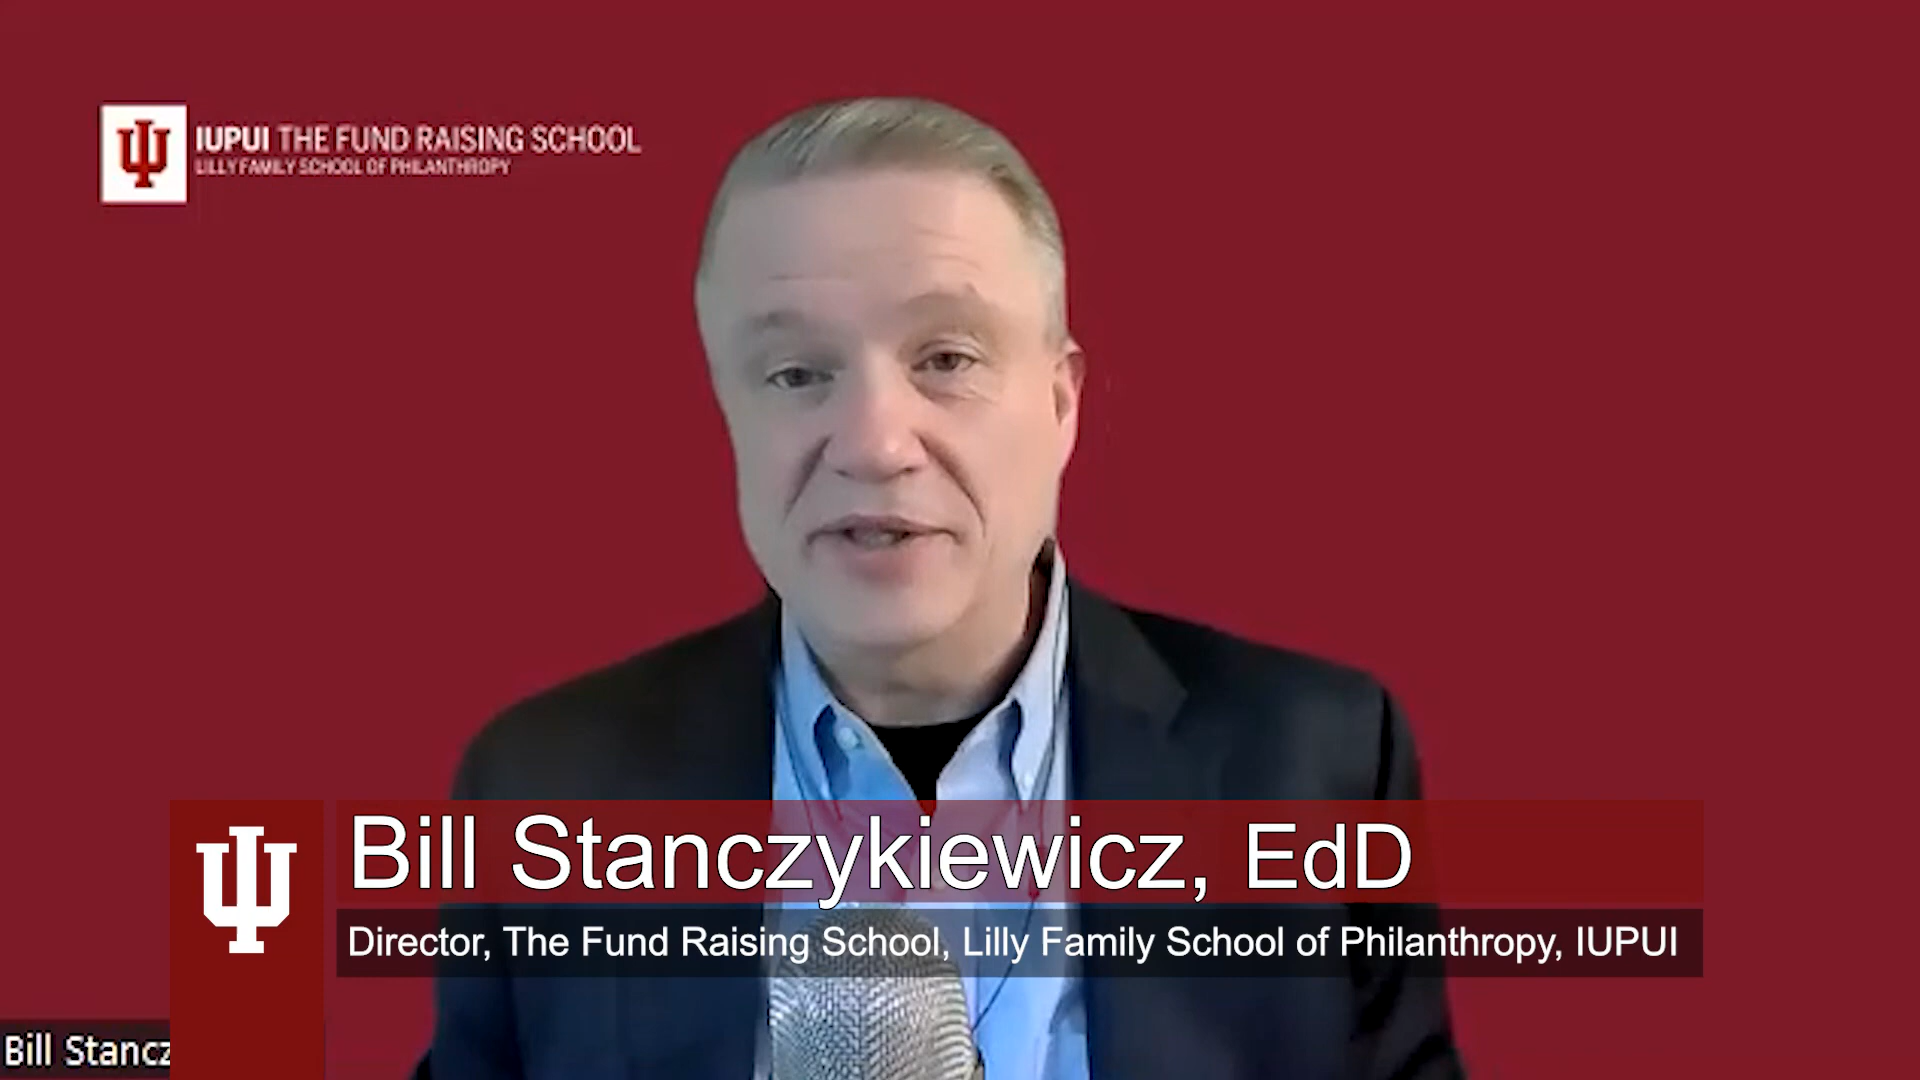 IUPUI THE FUND RAISING SCHOOL
LILLY FAMILY SCHOOL OF PHILANTHROPY
Bill Stanczykiewicz, EdD
Director, The Fund Raising School, Lilly Family School of Philanthropy, IUPUI
Bill Stancz